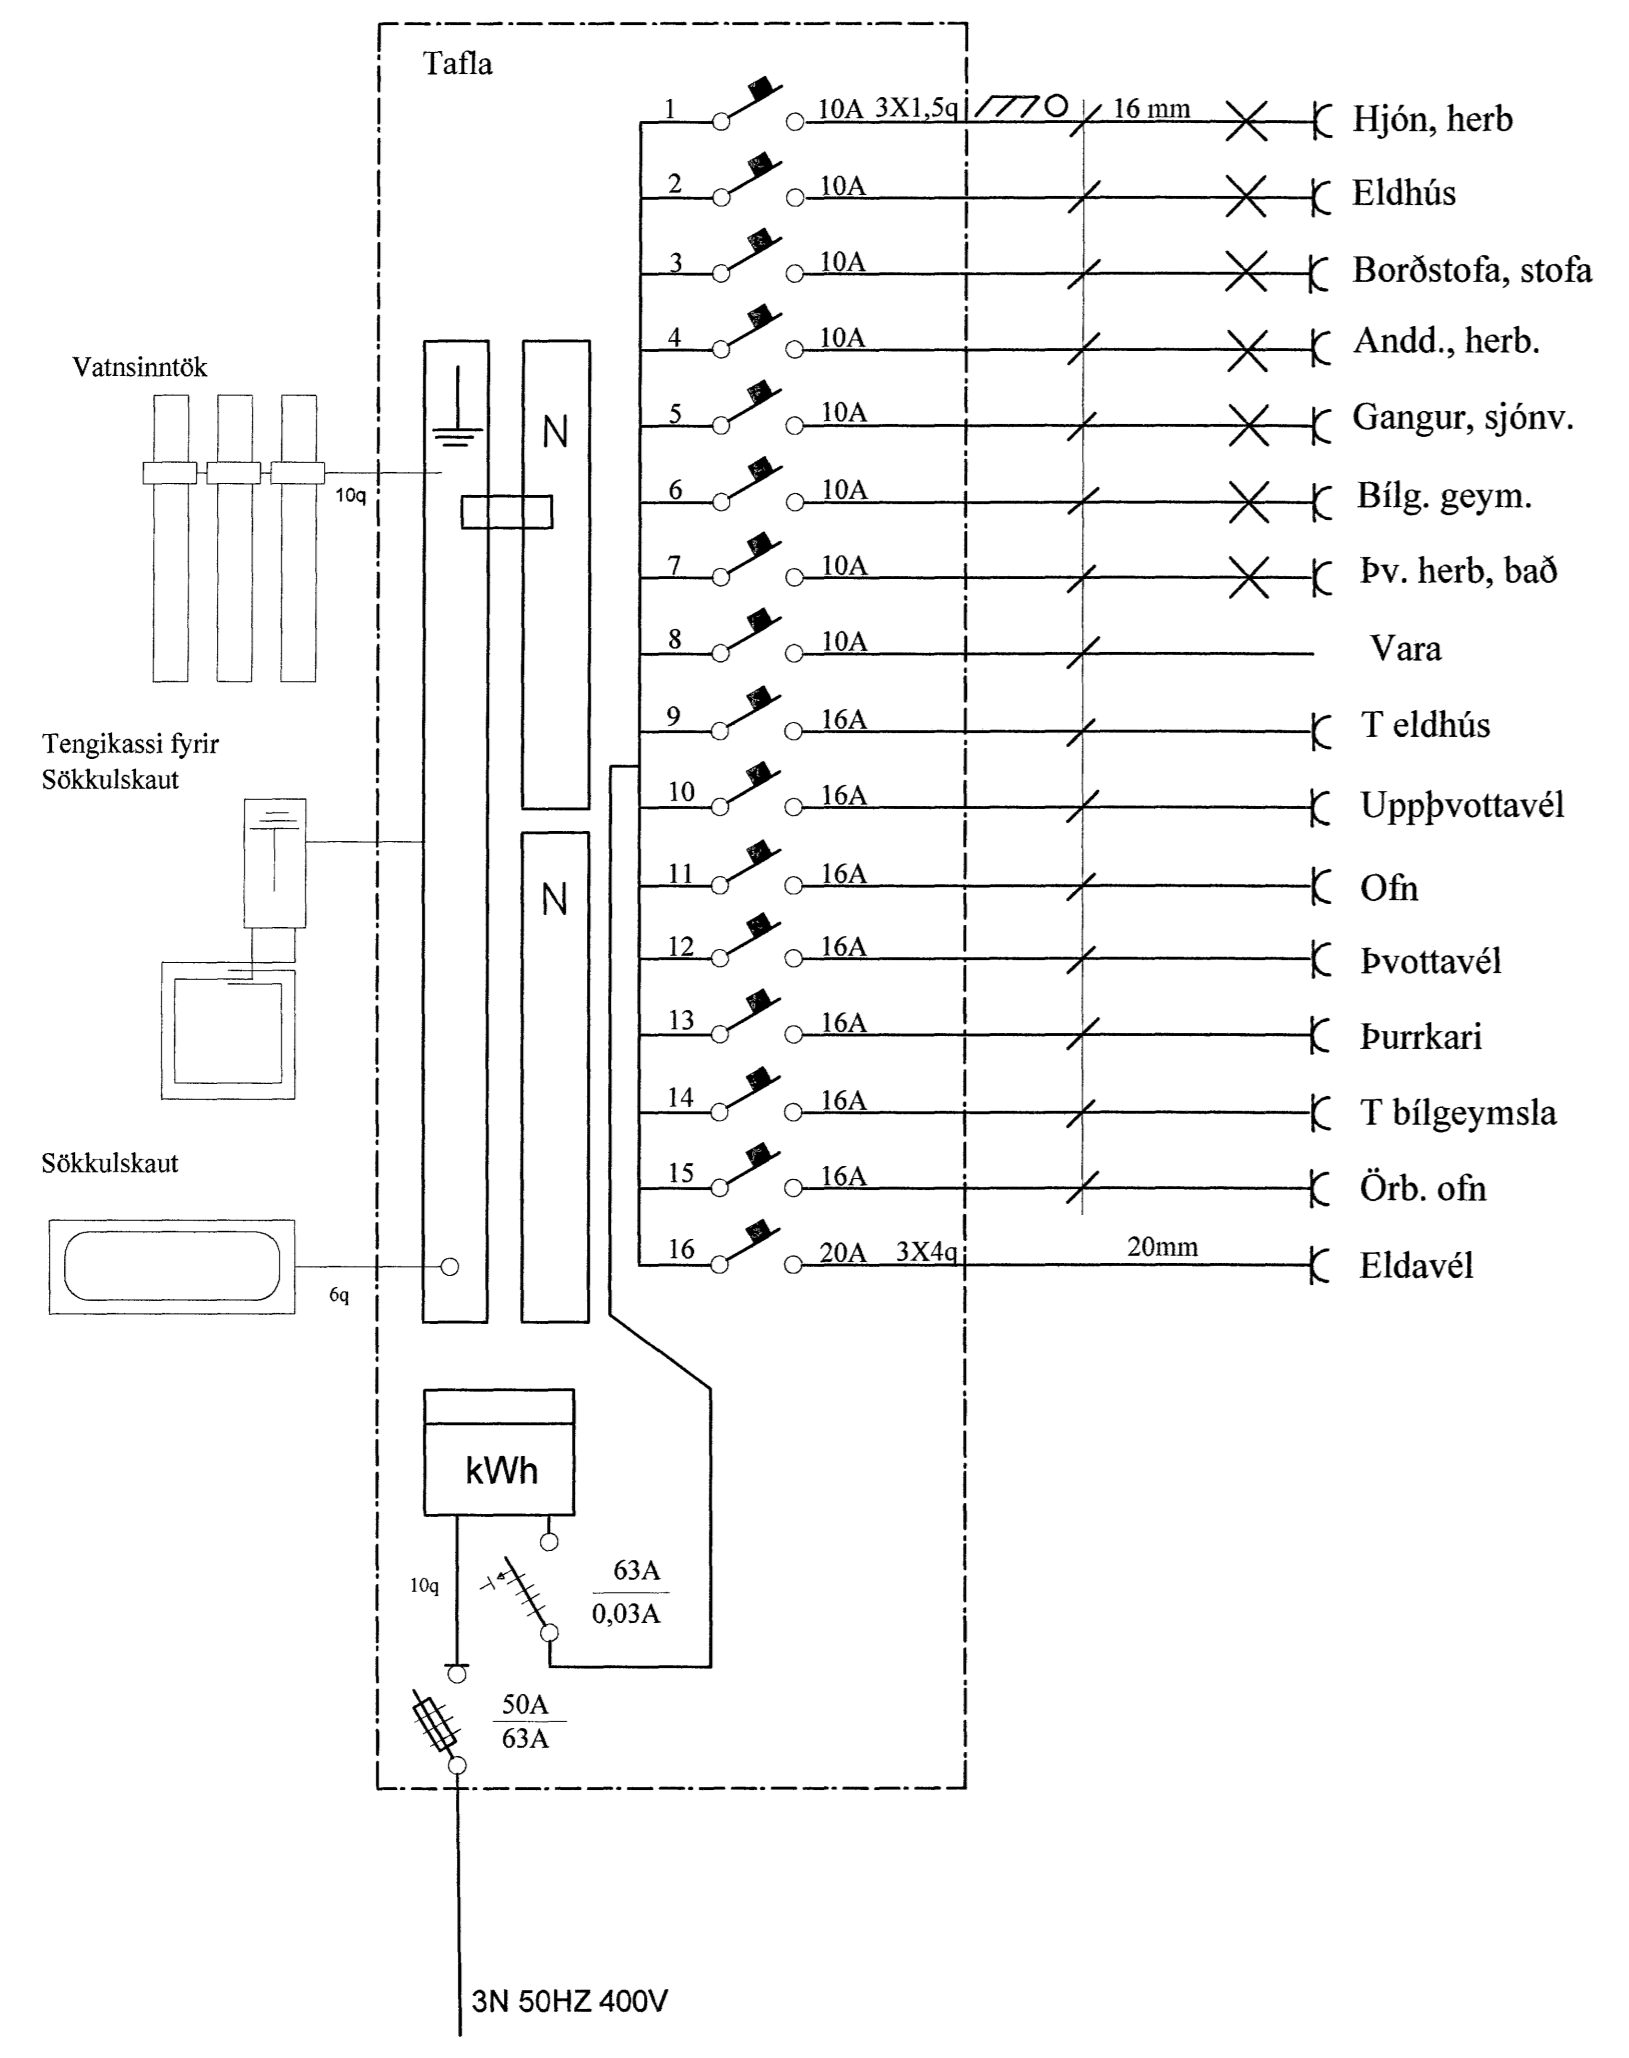 Tafla
1 10A 3X1,5q 16 mm Hjón, herb
2 10A Eldhús
3 10A Borðstofa, stofa
4 10A Andd., herb.
5 10A Gangur, sjónv.
6 10A Bílg. geym.
7 10A Þv. herb, bað
8 10A Vara
9 16A T eldhús
10 16A Uppþvottavél
11 16A Ofn
12 16A Þvottavél
13 16A Þurrkari
14 16A T bílgeymsla
15 16A Örb. ofn
16 20A 3X4q 20mm Eldavél
Vatnsinntök
10q
N
Tengikassi fyrir
Sökkulskaut
N
Sökkulskaut
6q
kWh
10q
63A
0,03A
50A
63A
3N 50HZ 400V